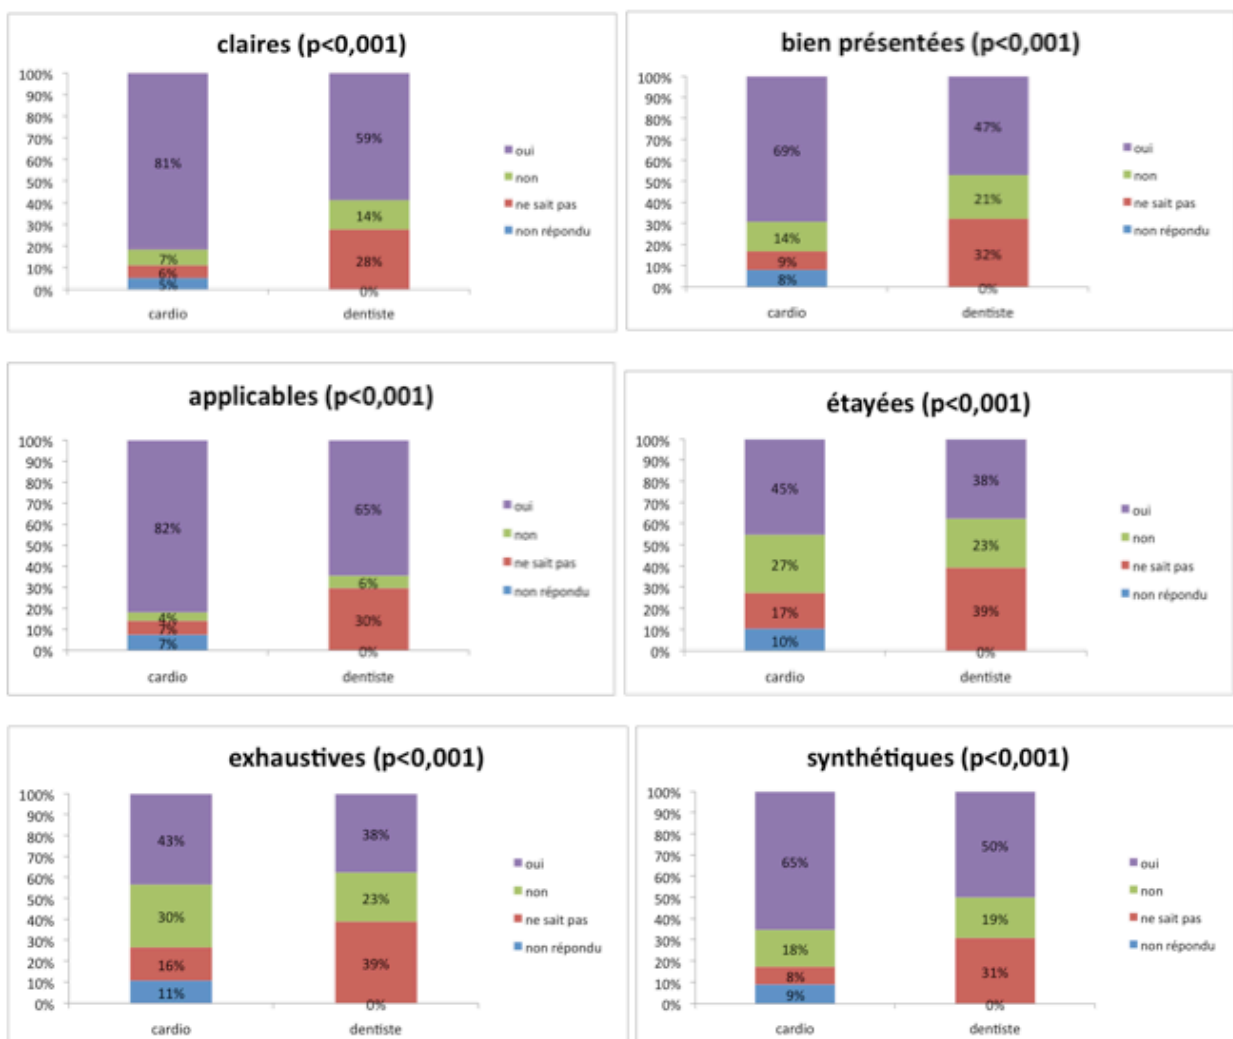 claires (p<0,001)
100%
90%
80%
70%
60%
50%
40%
30%
20%
10%
0%
81%
7%
6%
5%
59%
14%
28%
0%
cardio
dentiste
oui
non
ne sait pas
non répondu
bien présentées (p<0,001)
100%
90%
80%
70%
60%
50%
40%
30%
20%
10%
0%
69%
14%
9%
8%
47%
21%
32%
0%
cardio
dentiste
oui
non
ne sait pas
non répondu
applicables (p<0,001)
100%
90%
80%
70%
60%
50%
40%
30%
20%
10%
0%
82%
4%
7%
7%
65%
6%
30%
0%
cardio
dentiste
oui
non
ne sait pas
non répondu
étayées (p<0,001)
100%
90%
80%
70%
60%
50%
40%
30%
20%
10%
0%
45%
27%
17%
10%
38%
23%
39%
0%
cardio
dentiste
oui
non
ne sait pas
non répondu
exhaustives (p<0,001)
100%
90%
80%
70%
60%
50%
40%
30%
20%
10%
0%
43%
30%
16%
11%
38%
23%
39%
0%
cardio
dentiste
oui
non
ne sait pas
non répondu
synthétiques (p<0,001)
100%
90%
80%
70%
60%
50%
40%
30%
20%
10%
0%
65%
18%
8%
9%
50%
19%
31%
0%
cardio
dentiste
oui
non
ne sait pas
non répondu